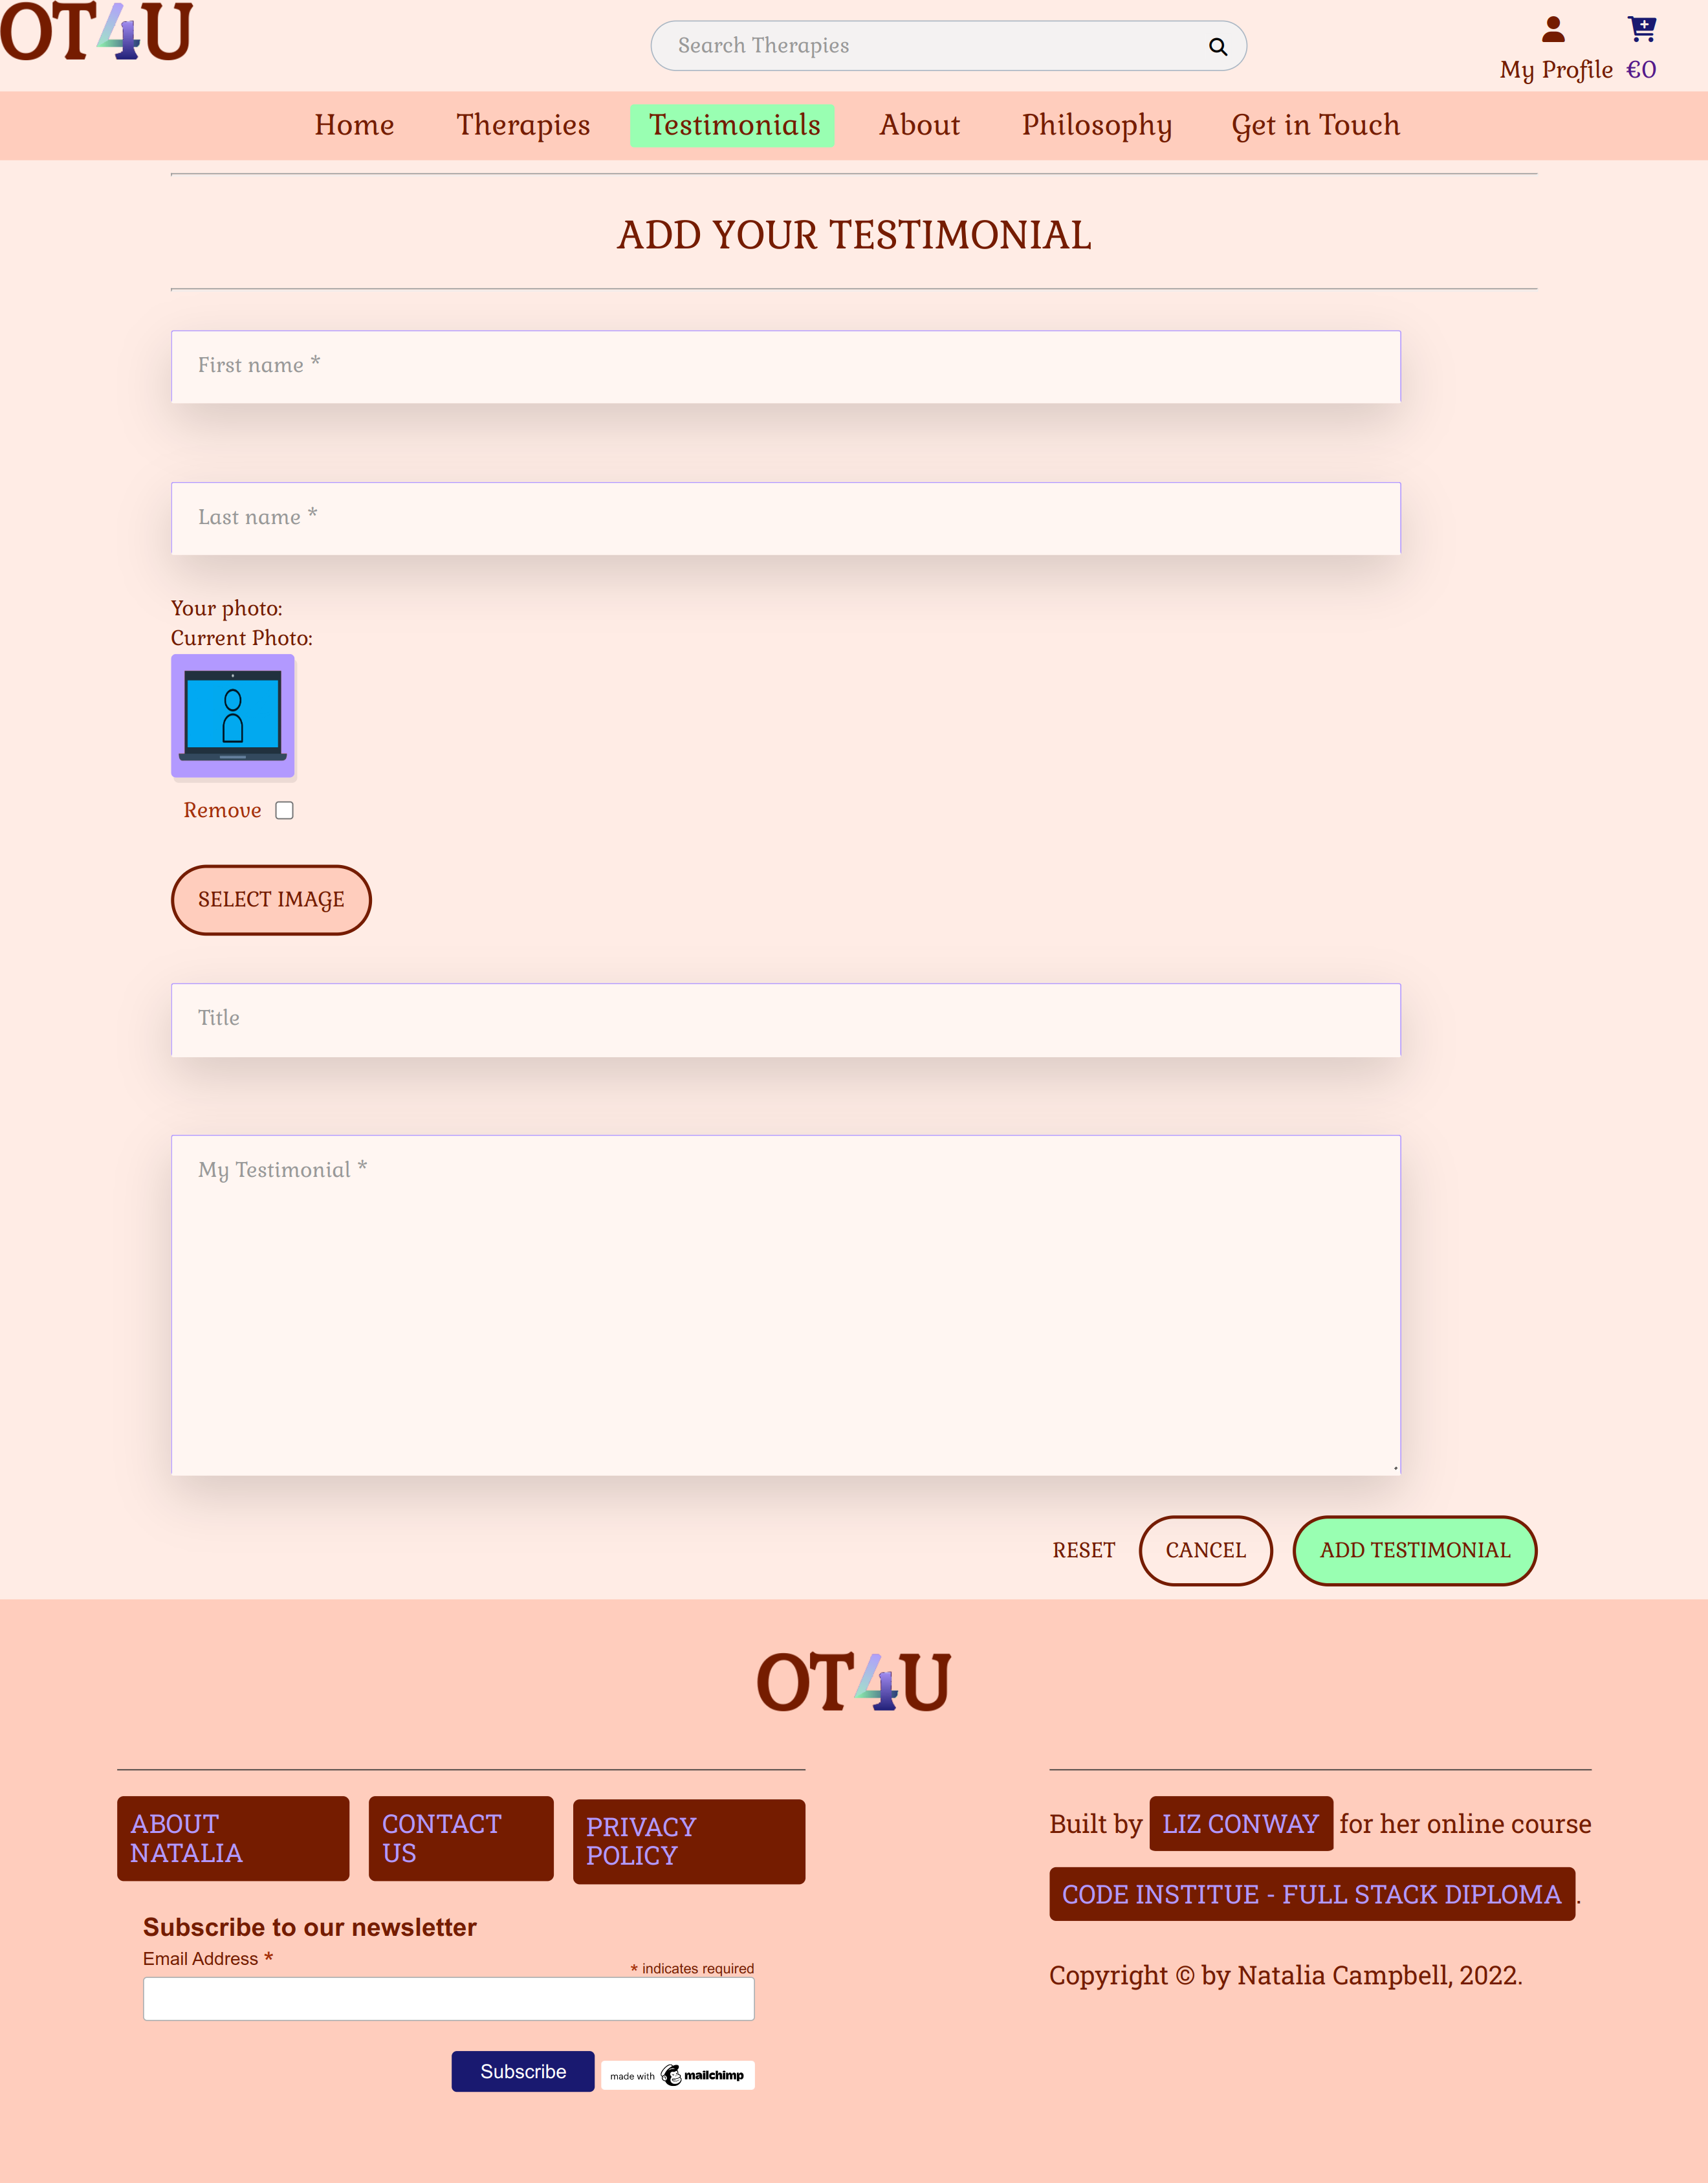 OT4U
Search Therapies
My Profile €0
Home Therapies Testimonials About Philosophy Get in Touch
ADD YOUR TESTIMONIAL
First name *
Last name *
Your photo:
Current Photo:
Remove
SELECT IMAGE
Title
My Testimonial *
RESET CANCEL ADD TESTIMONIAL
OT4U
ABOUT
NATALIA
CONTACT
US
PRIVACY
POLICY
Subscribe to our newsletter
Email Address *
* indicates required
Subscribe
made with mailchimp
Built by LIZ CONWAY for her online course
CODE INSTITUE - FULL STACK DIPLOMA .
Copyright © by Natalia Campbell, 2022.